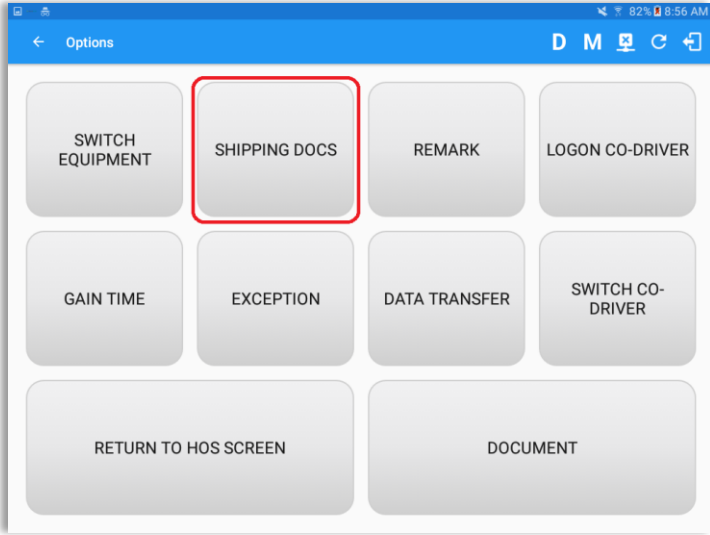 82% 8:56 AM
Options
D M
SWITCH
EQUIPMENT
SHIPPING DOCS
REMARK
LOGON CO-DRIVER
GAIN TIME
EXCEPTION
DATA TRANSFER
SWITCH CO-
DRIVER
RETURN TO HOS SCREEN
DOCUMENT